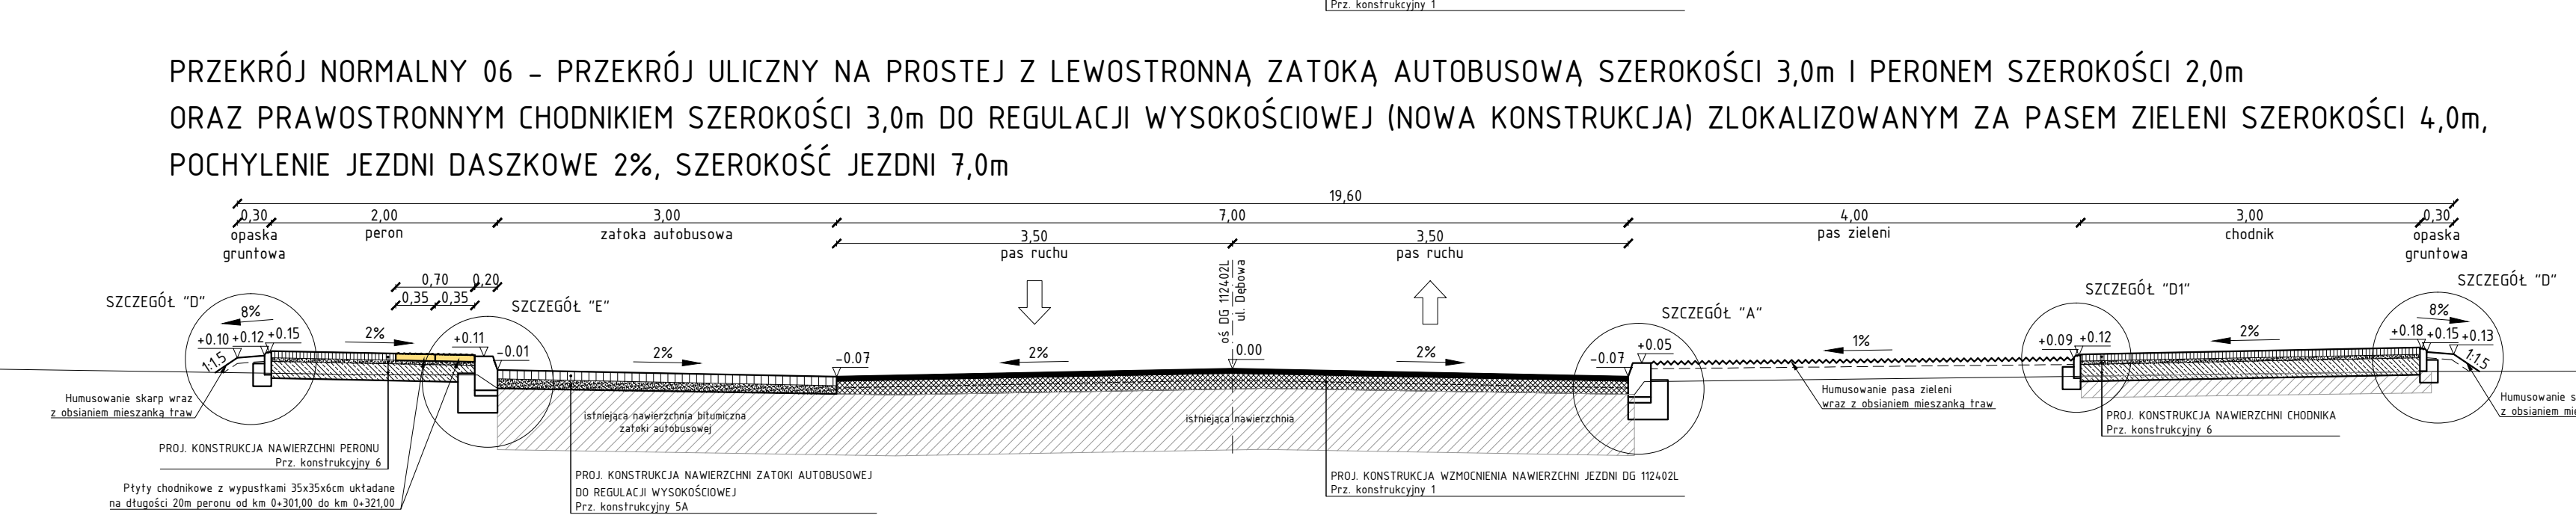 Prz. konstrukcyjny 1
PRZEKRÓJ NORMALNY 06 – PRZEKRÓJ ULICZNY NA PROSTEJ Z LEWOSTRONNĄ ZATOKĄ AUTOBUSOWĄ SZEROKOŚCI 3,0m I PERONEM SZEROKOŚCI 2,0m
ORAZ PRAWOSTRONNYM CHODNIKIEM SZEROKOŚCI 3,0m DO REGULACJI WYSOKOŚCIOWEJ (NOWA KONSTRUKCJA) ZLOKALIZOWANYM ZA PASEM ZIELENI SZEROKOŚCI 4,0m,
POCHYLENIE JEZDNI DASZKOWE 2%, SZEROKOŚĆ JEZDNI 7,0m
19,60
0,30 2,00 3,00 7,00 4,00 3,00 0,30
opaska gruntowa
peron
zatoka autobusowa
pas zieleni
chodnik
opaska gruntowa
3,50 3,50
pas ruchu pas ruchu
0,70 0,20
0,35 0,35
oś DG 112402L
ul. Dębowa
SZCZEGÓŁ "D"
SZCZEGÓŁ "E"
SZCZEGÓŁ "A"
SZCZEGÓŁ "D1"
SZCZEGÓŁ "D"
8% 2% 2% 2% 2% 1% 2% 8%
+0.10 +0.12 +0.15 +0.11 -0.01 -0.07 0.00 -0.07 +0.05 +0.09 +0.12 +0.18 +0.15 +0.13
1:1.5 1:1.5
Humusowanie skarp wraz
z obsianiem mieszanką traw
istniejąca nawierzchnia bitumiczna
zatoki autobusowej
istniejąca nawierzchnia
Humusowanie pasa zieleni
wraz z obsianiem mieszanką traw
Humusowanie s
z obsianiem mie
PROJ. KONSTRUKCJA NAWIERZCHNI PERONU
Prz. konstrukcyjny 6
PROJ. KONSTRUKCJA NAWIERZCHNI CHODNIKA
Prz. konstrukcyjny 6
Płyty chodnikowe z wypustkami 35x35x6cm układane
na długości 20m peronu od km 0+301,00 do km 0+321,00
PROJ. KONSTRUKCJA NAWIERZCHNI ZATOKI AUTOBUSOWEJ
DO REGULACJI WYSOKOŚCIOWEJ
Prz. konstrukcyjny 5A
PROJ. KONSTRUKCJA WZMOCNIENIA NAWIERZCHNI JEZDNI DG 112402L
Prz. konstrukcyjny 1